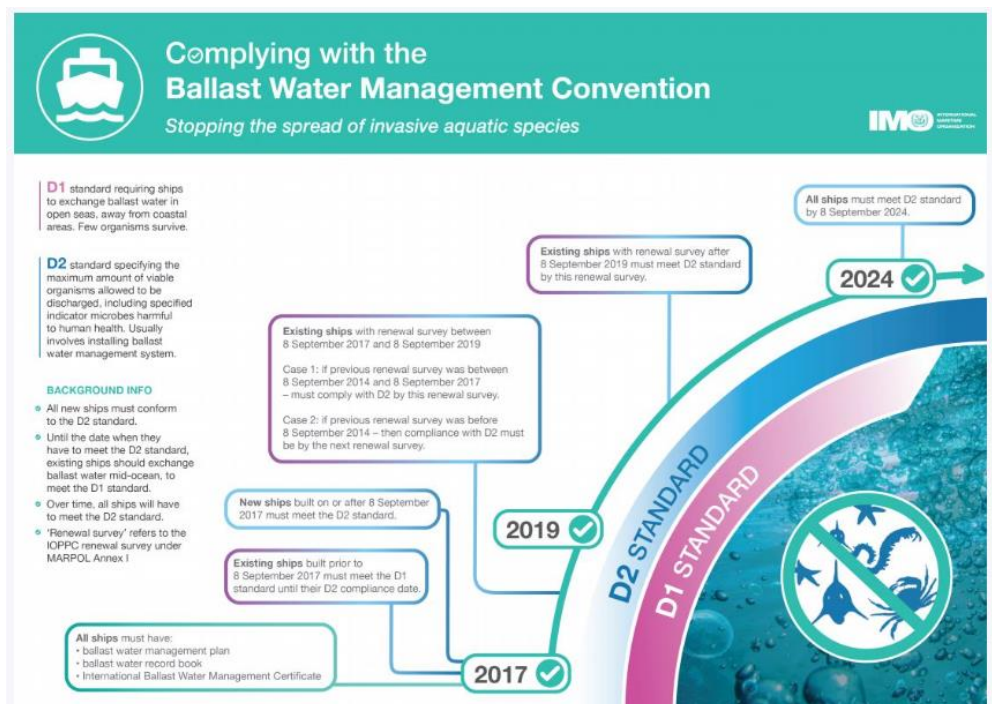 Complying with the
Ballast Water Management Convention
Stopping the spread of invasive aquatic species
IMO INTERNATIONAL
MARITIME
ORGANIZATION
D1 standard requiring ships
to exchange ballast water in
open seas, away from coastal
areas. Few organisms survive.
D2 standard specifying the
maximum amount of viable
organisms allowed to be
discharged, including specified
indicator microbes harmful
to human health. Usually
involves installing ballast
water management system.
BACKGROUND INFO
All new ships must conform
to the D2 standard.
Until the date when they
have to meet the D2 standard,
existing ships should exchange
ballast water mid-ocean, to
meet the D1 standard.
Over time, all ships will have
to meet the D2 standard.
'Renewal survey' refers to the
IOPPC renewal survey under
MARPOL Annex I
All ships must meet D2 standard
by 8 September 2024.
2024
Existing ships with renewal survey after
8 September 2019 must meet D2 standard
by this renewal survey.
Existing ships with renewal survey between
8 September 2017 and 8 September 2019
Case 1: if previous renewal survey was between
8 September 2014 and 8 September 2017
– must comply with D2 by this renewal survey.
Case 2: if previous renewal survey was before
8 September 2014 – then compliance with D2 must
be by the next renewal survey.
New ships built on or after 8 September
2017 must meet the D2 standard.
2019
Existing ships built prior to
8 September 2017 must meet the D1
standard until their D2 compliance date.
All ships must have:
• ballast water management plan
• ballast water record book
• International Ballast Water Management Certificate
2017
D2 STANDARD
D1 STANDARD